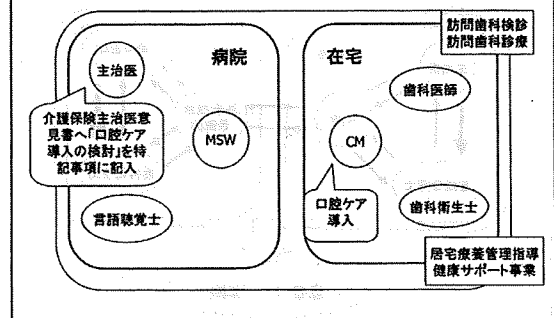 訪問歯科検診
訪問歯科診療
病院
在宅
主治医
歯科医師
介護保険主治医意
見書へ「口腔ケア
導入の検討」を特
記事項に記入
MSW
CM
言語聴覚士
口腔ケア
導入
歯科衛生士
居宅療養管理指導
健康サポート事業